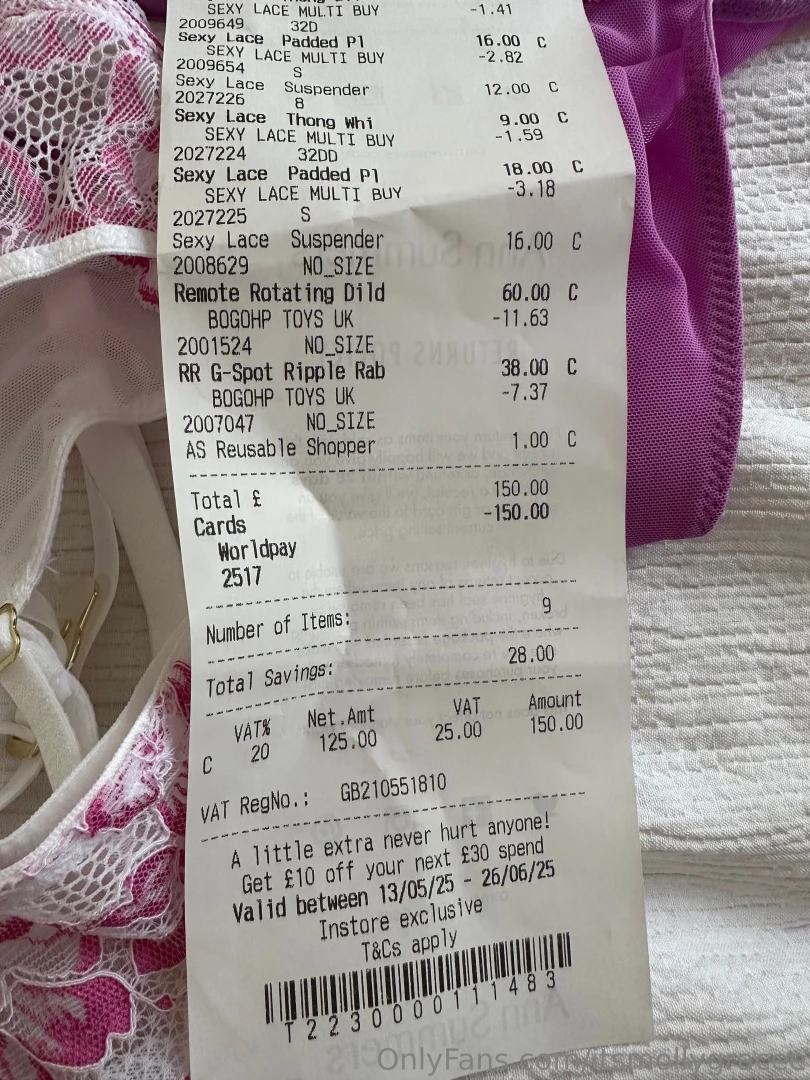 SEXY LACE MULTI BUY -1.41
2009649 32D
Sexy Lace Padded Pl 16.00 C
SEXY LACE MULTI BUY -2.82
2009654 S
Sexy Lace Suspender 12.00 C
2027226 8
Sexy Lace Thong Whi 9.00 C
SEXY LACE MULTI BUY -1.59
2027224 32DD
Sexy Lace Padded Pl 18.00 C
SEXY LACE MULTI BUY -3.18
2027225 S
Sexy Lace Suspender 16.00 C
2008629 NO_SIZE
Remote Rotating Dild 60.00 C
BOGOHP TOYS UK -11.63
2001524 NO_SIZE
RR G-Spot Ripple Rab 38.00 C
BOGOHP TOYS UK -7.37
2007047 NO_SIZE
AS Reusable Shopper 1.00 C
Total £ 150.00
Cards -150.00
Worldpay
2517
Number of Items: 9
Total Savings: 28.00
VAT% Net.Amt VAT Amount
C 20 125.00 25.00 150.00
VAT RegNo.: GB210551810
A little extra never hurt anyone!
Get £10 off your next £30 spend
Valid between 13/05/25 - 26/06/25
Instore exclusive
T&Cs apply
T2230000111483
Ann Summers